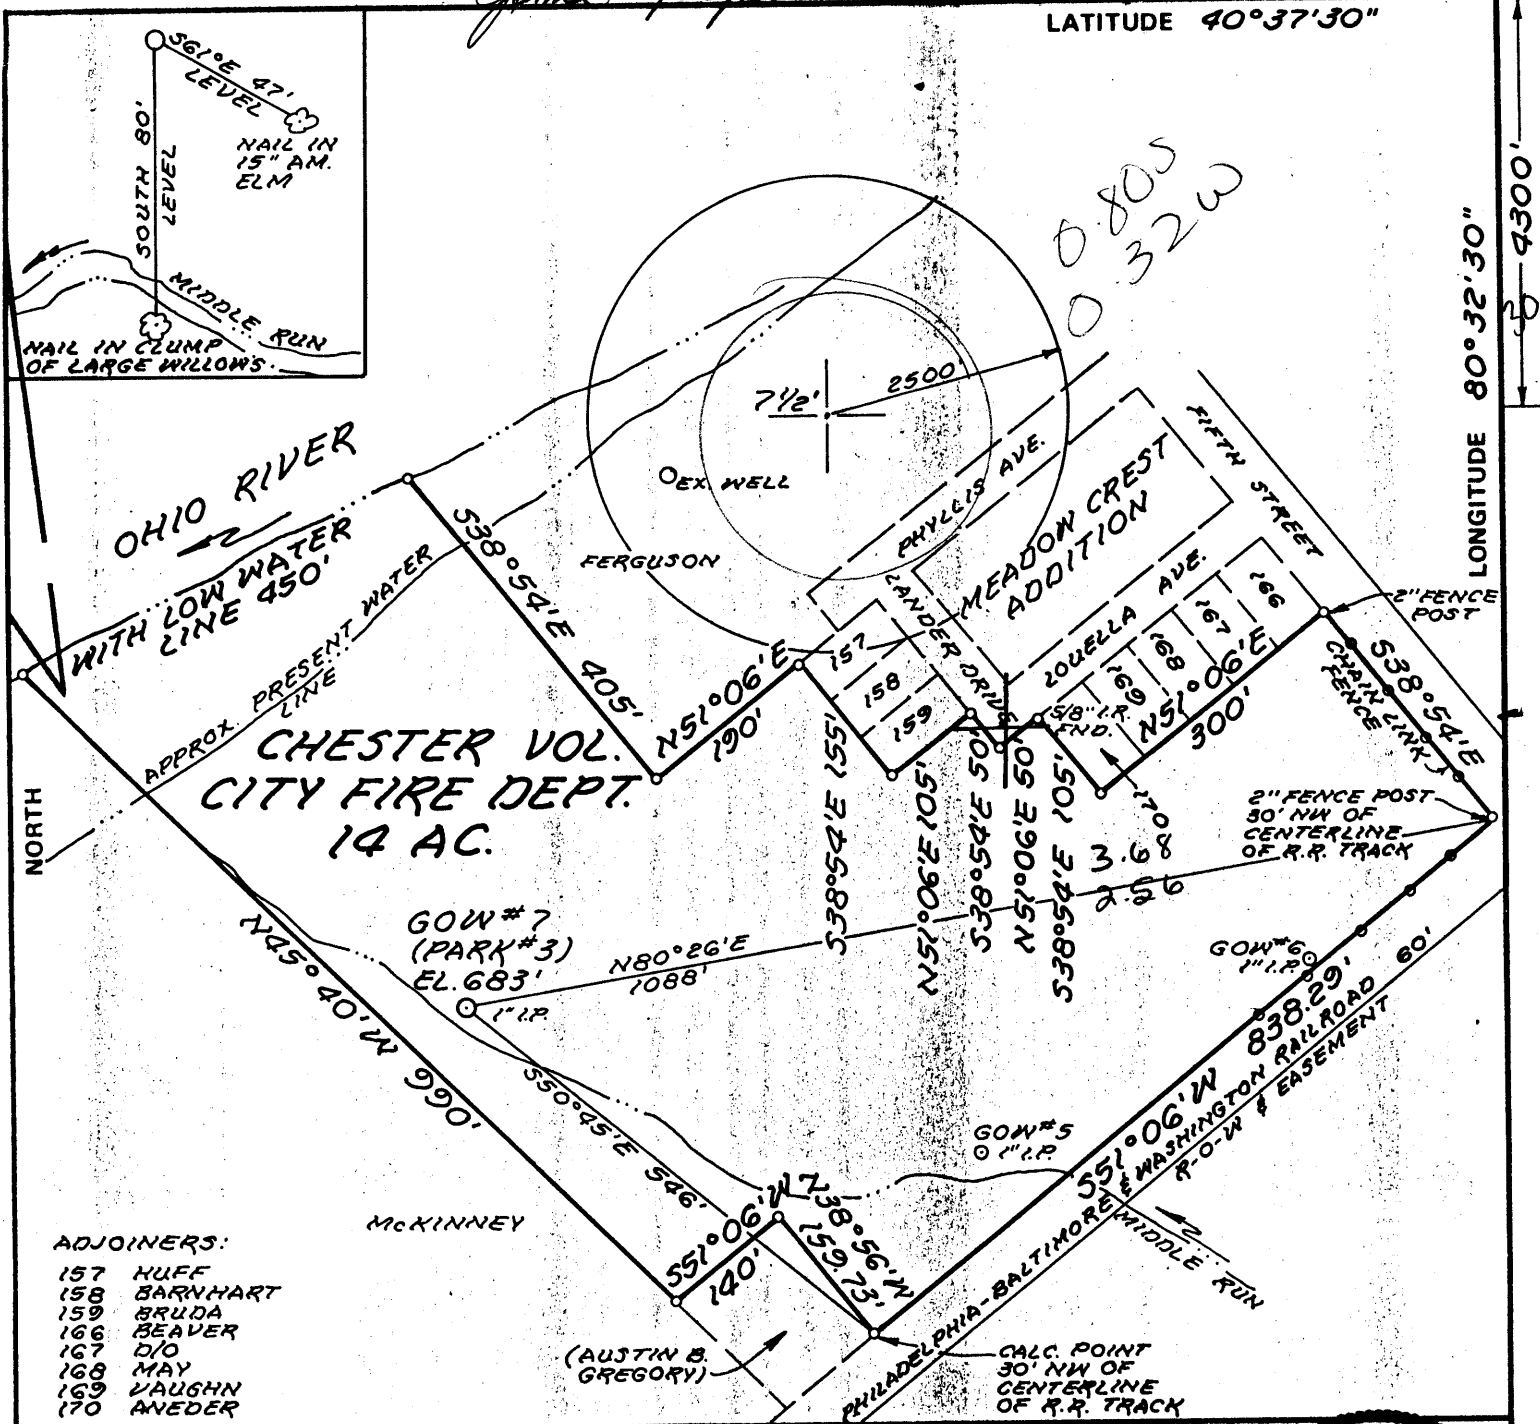 LATITUDE 40°37'30"
S61°E 47'
LEVEL
SOUTH 80'
LEVEL
NAIL IN
15" AM.
ELM
MIDDLE RUN
NAIL IN CLUMP
OF LARGE WILLOWS
0.80S
0.32W
4300'
LONGITUDE 80°32'30"
7 1/2'
2500'
EX. WELL
FERGUSON
OHIO RIVER
WITH LOW WATER
LINE 450'
APPROX. PRESENT WATER
LINE
S38°54'E 405'
N51°06'E
190'
PHYLLIS AVE.
MEADOW CREST
ADDITION
FIFTH STREET
LANDER DRIVE
LOUELLA AVE.
157
158
159
166
167
168
169
170
5/8" I.R.
FND.
N51°06'E
300'
2" FENCE
POST
S38°54'E
CHAIN LINK
FENCE
2" FENCE POST
30' NW OF
CENTERLINE
OF R.R. TRACK
CHESTER VOL.
CITY FIRE DEPT.
14 AC.
NORTH
S38°54'E 155'
N51°06'E 105'
S38°54'E 50'
N51°06'E 50'
S38°54'E 105'
1708
3.68
2.56
GOW #7
(PARK #3)
EL. 683'
1" I.P.
N80°26'E
1088'
GOW #6
1" I.P.
N45°40'W 990'
S50°45'E 546'
GOW #5
1" I.P.
S51°06'W 838.29'
PHILADELPHIA-BALTIMORE & WASHINGTON RAILROAD 60'
R-O-W & EASEMENT
MIDDLE RUN
McKINNEY
S51°06'W
140'
N38°56'W
159.73'
(AUSTIN B.
GREGORY)
CALC. POINT
30' NW OF
CENTERLINE
OF R.R. TRACK
ADJOINERS:
157 HUFF
158 BARNHART
159 BRUDA
166 BEAVER
167 D/O
168 MAY
169 VAUGHN
170 ANEDER